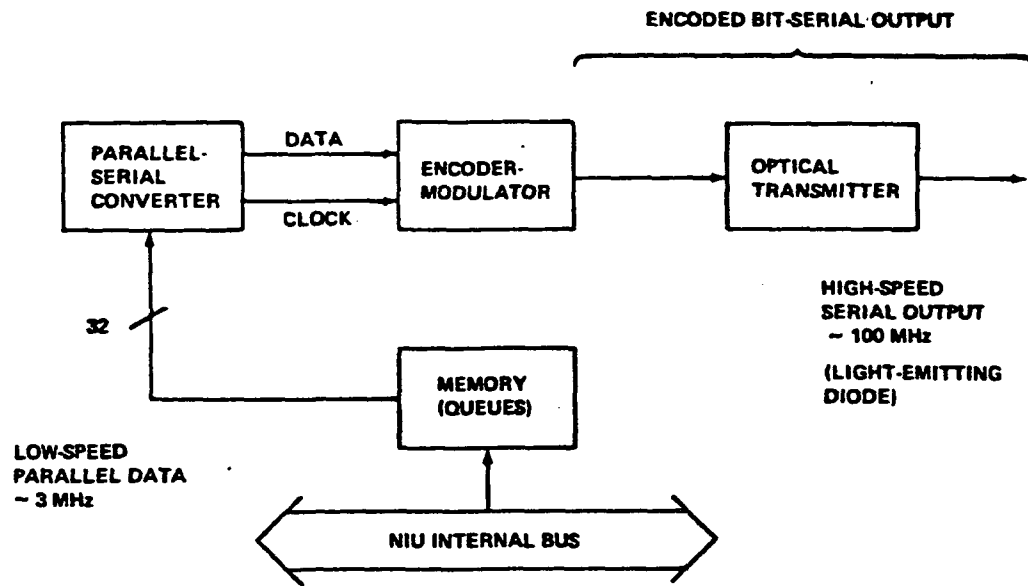 ENCODED BIT-SERIAL OUTPUT
PARALLEL-
SERIAL
CONVERTER
DATA
CLOCK
ENCODER-
MODULATOR
OPTICAL
TRANSMITTER
32
MEMORY
(QUEUES)
HIGH-SPEED
SERIAL OUTPUT
~ 100 MHz
(LIGHT-EMITTING
DIODE)
LOW-SPEED
PARALLEL DATA
~ 3 MHz
NIU INTERNAL BUS